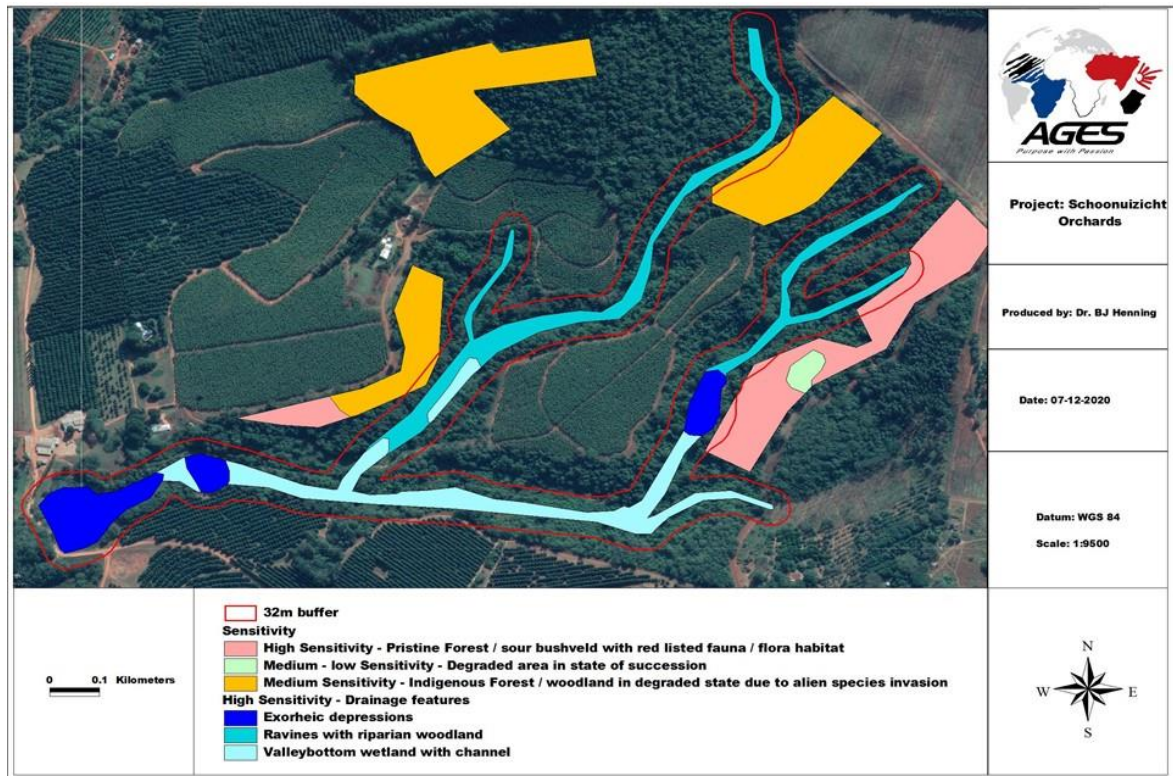 AGES
Purpose with Passion
Project: Schoonuizicht
Orchards
Produced by: Dr. BJ Henning
Date: 07-12-2020
Datum: WGS 84
Scale: 1:9500
0 0.1 Kilometers
32m buffer
Sensitivity
High Sensitivity - Pristine Forest / sour bushveld with red listed fauna / flora habitat
Medium - low Sensitivity - Degraded area in state of succession
Medium Sensitivity - Indigenous Forest / woodland in degraded state due to alien species invasion
High Sensitivity - Drainage features
Exorheic depressions
Ravines with riparian woodland
Valleybottom wetland with channel
N
W E
S